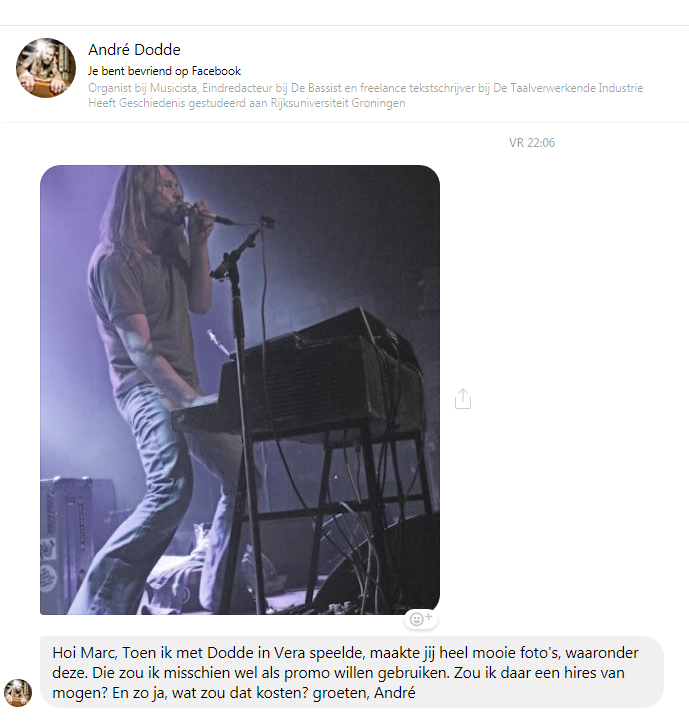 André Dodde
Je bent bevriend op Facebook
Organist bij Musicista, Eindredacteur bij De Bassist en freelance tekstschrijver bij De Taalverwerkende Industrie
Heeft Geschiedenis gestudeerd aan Rijksuniversiteit Groningen
VR 22:06
Hoi Marc, Toen ik met Dodde in Vera speelde, maakte jij heel mooie foto's, waaronder
deze. Die zou ik misschien wel als promo willen gebruiken. Zou ik daar een hires van
mogen? En zo ja, wat zou dat kosten? groeten, André